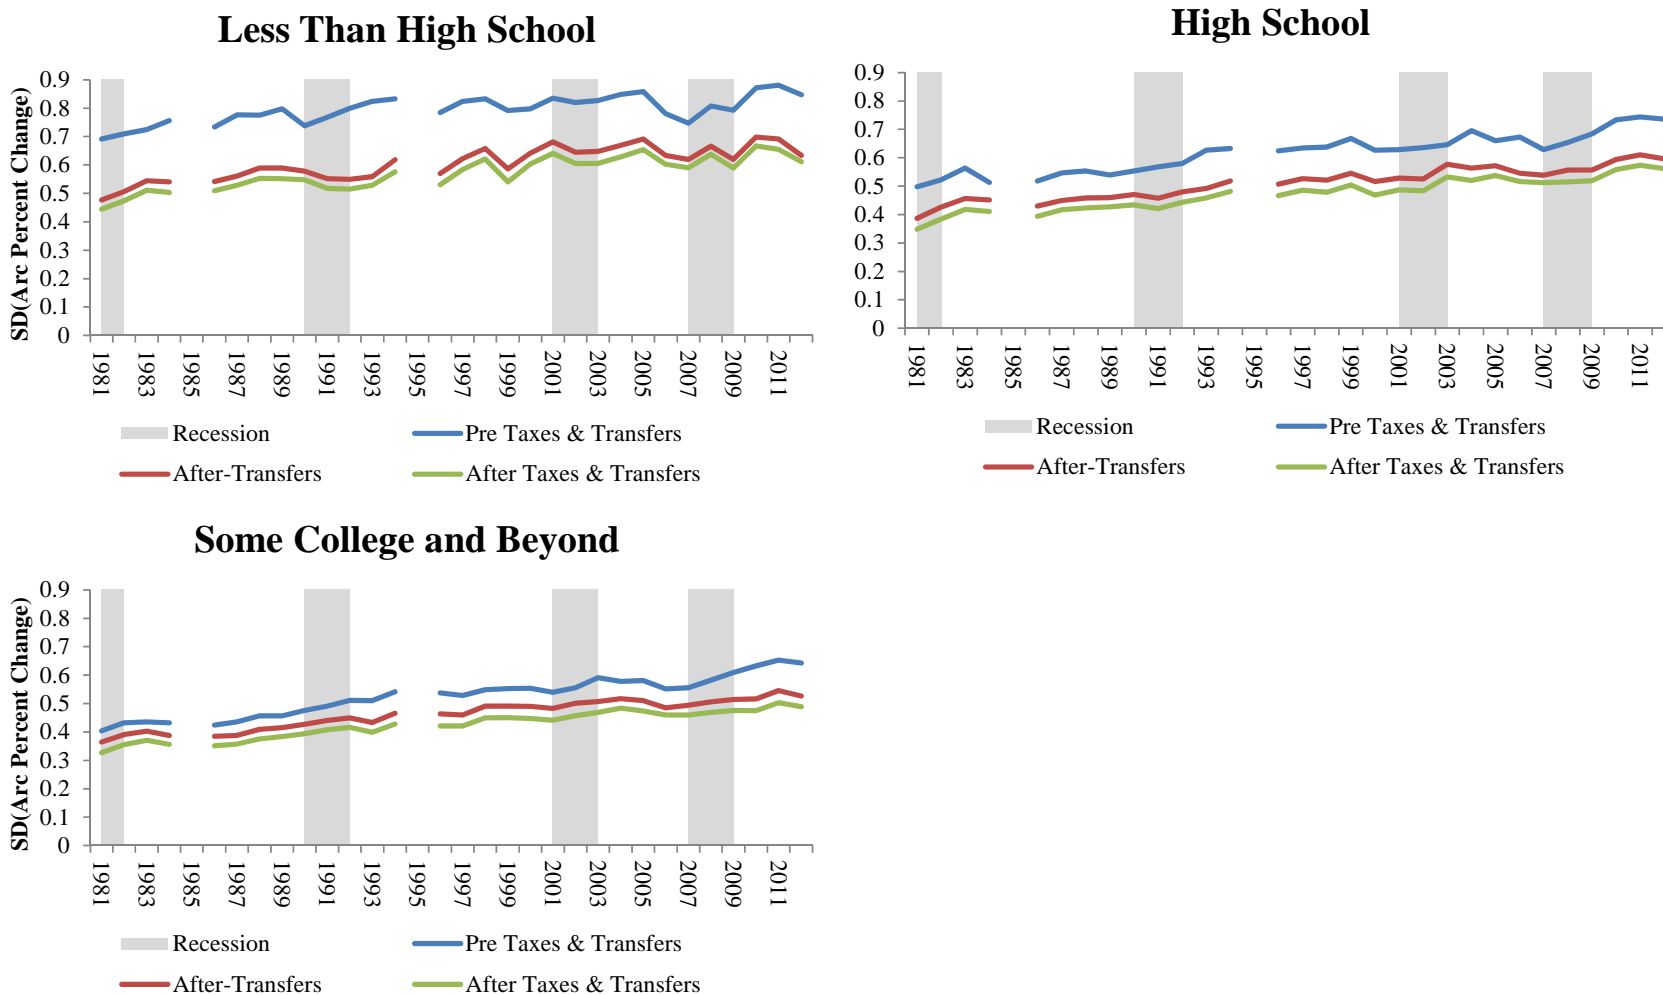 Less Than High School
SD(Arc Percent Change)
0.9
0.8
0.7
0.6
0.5
0.4
0.3
0.2
0.1
0
1981 1983 1985 1987 1989 1991 1993 1995 1997 1999 2001 2003 2005 2007 2009 2011
Recession Pre Taxes & Transfers
After-Transfers After Taxes & Transfers
High School
0.9
0.8
0.7
0.6
0.5
0.4
0.3
0.2
0.1
0
1981 1983 1985 1987 1989 1991 1993 1995 1997 1999 2001 2003 2005 2007 2009 2011
Recession Pre Taxes & Transfers
After-Transfers After Taxes & Transfers
Some College and Beyond
SD(Arc Percent Change)
0.9
0.8
0.7
0.6
0.5
0.4
0.3
0.2
0.1
0
1981 1983 1985 1987 1989 1991 1993 1995 1997 1999 2001 2003 2005 2007 2009 2011
Recession Pre Taxes & Transfers
After-Transfers After Taxes & Transfers